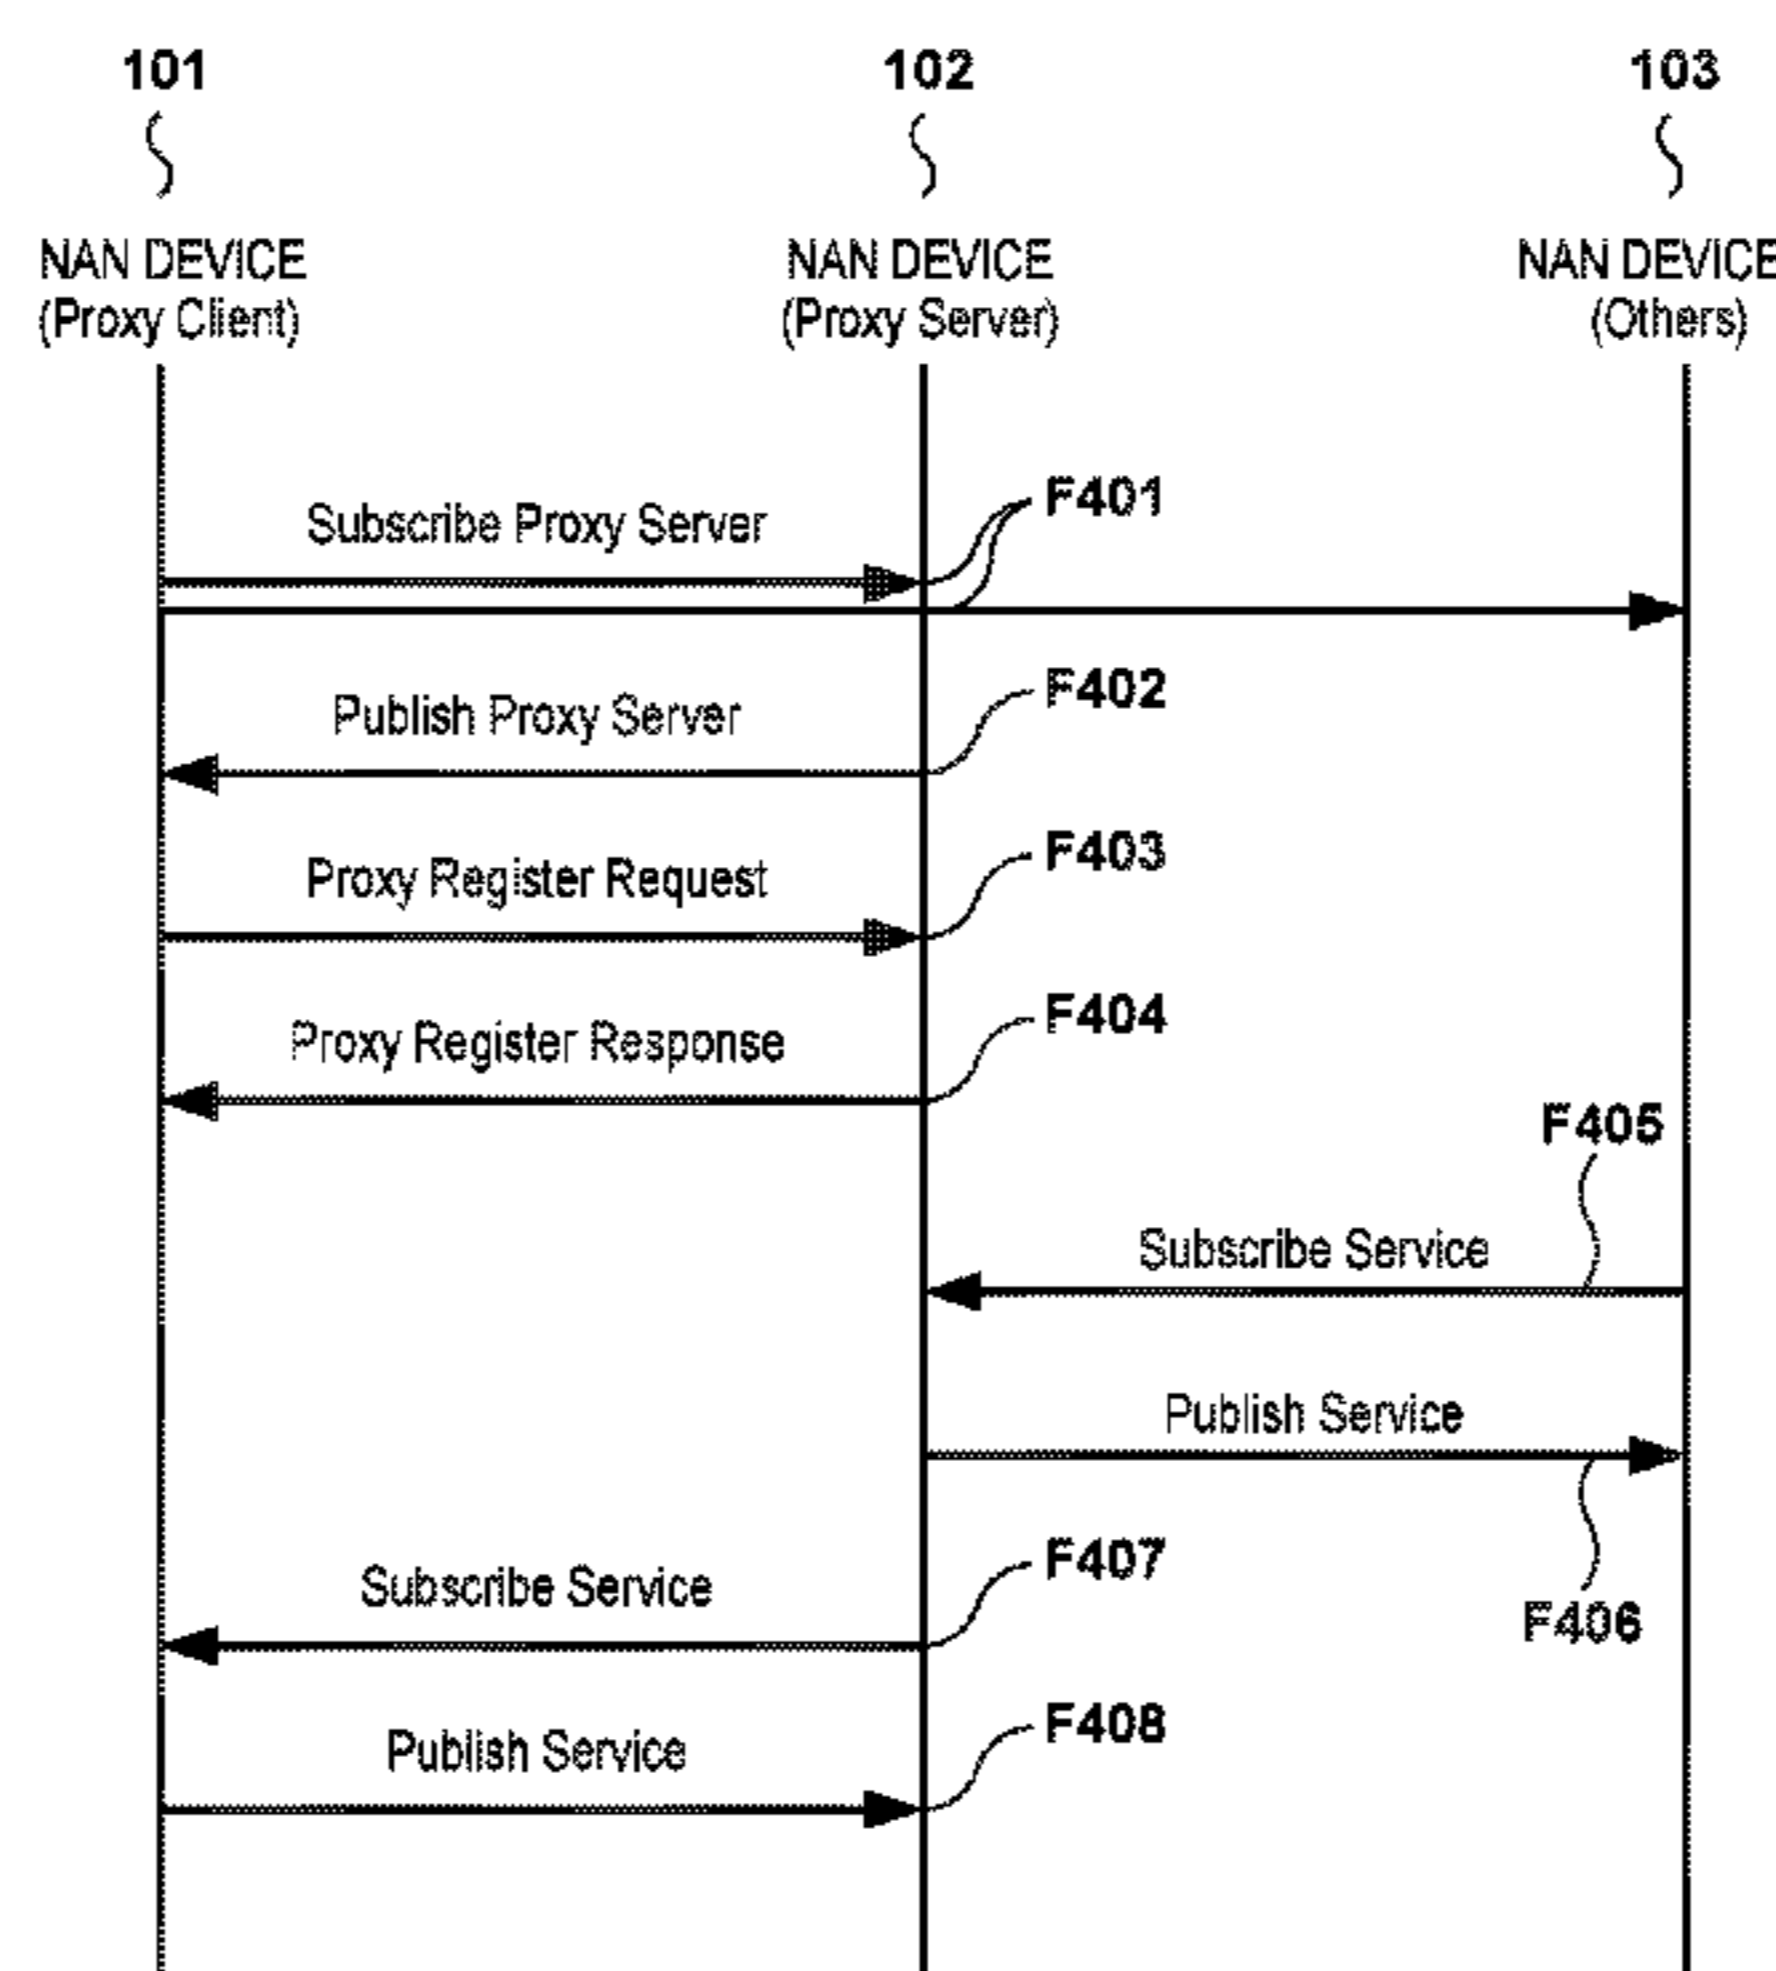 101
102
103
NAN DEVICE
(Proxy Client)
NAN DEVICE
(Proxy Server)
NAN DEVICE
(Others)
Subscribe Proxy Server
F401
Publish Proxy Server
F402
Proxy Register Request
F403
Proxy Register Response
F404
F405
Subscribe Service
Publish Service
F406
Subscribe Service
F407
Publish Service
F408